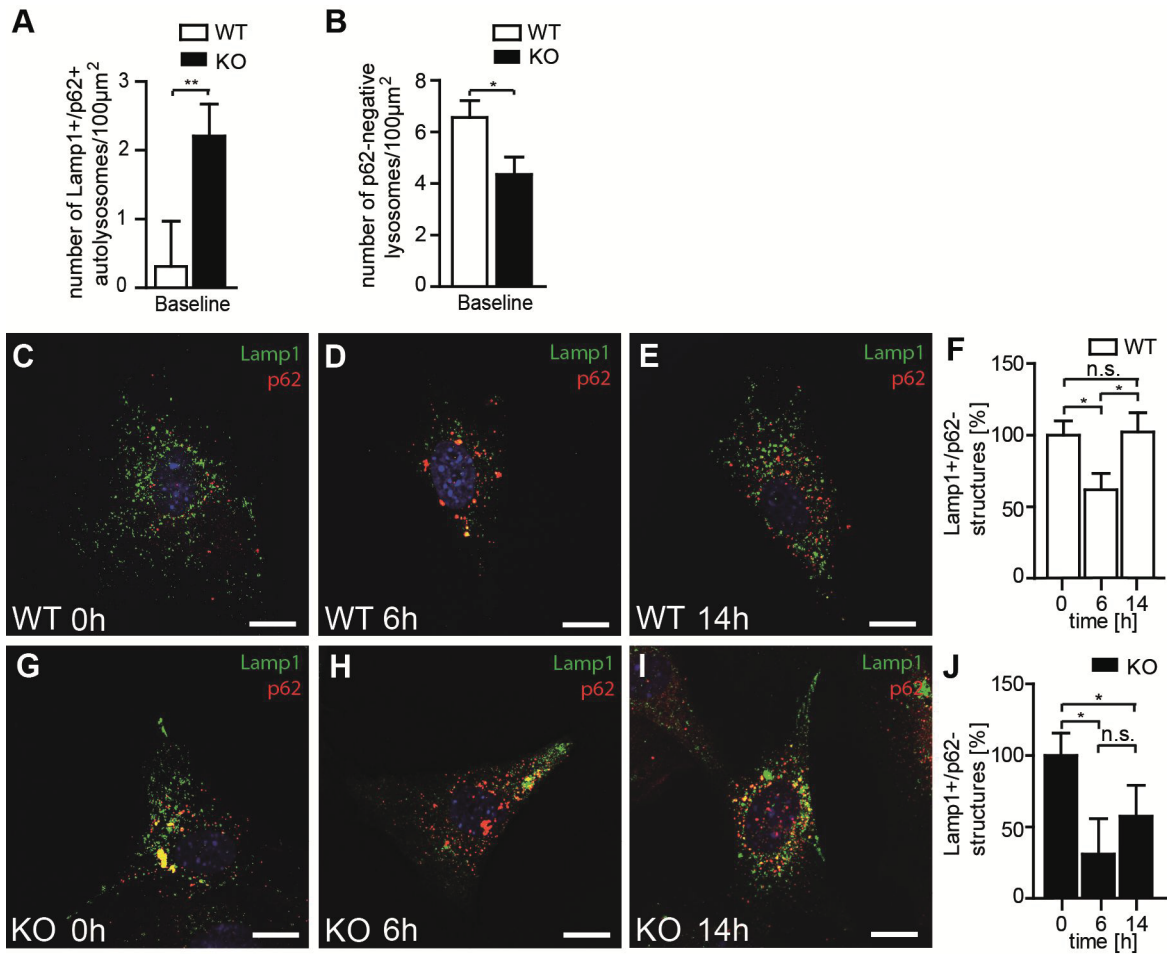 A
WT
KO
number of Lamp1+/p62+
autolysosomes/100µm²
3
2
1
0
**
Baseline
B
WT
KO
number of p62-negative
lysosomes/100µm²
8
6
4
2
0
*
Baseline
C
Lamp1
p62
WT 0h
D
Lamp1
p62
WT 6h
E
Lamp1
p62
WT 14h
F
WT
Lamp1+/p62-
structures [%]
150
100
50
0
n.s.
* *
0 6 14
time [h]
G
Lamp1
p62
KO 0h
H
Lamp1
p62
KO 6h
I
Lamp1
p62
KO 14h
J
KO
Lamp1+/p62-
structures [%]
150
100
50
0
*
* n.s.
0 6 14
time [h]